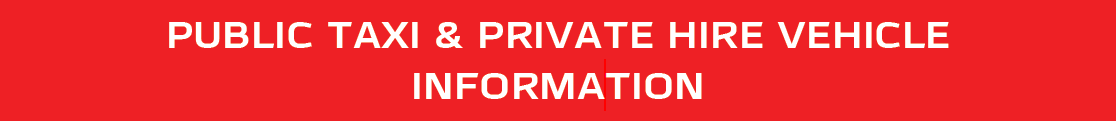 PUBLIC TAXI & PRIVATE HIRE VEHICLE
INFORMATION